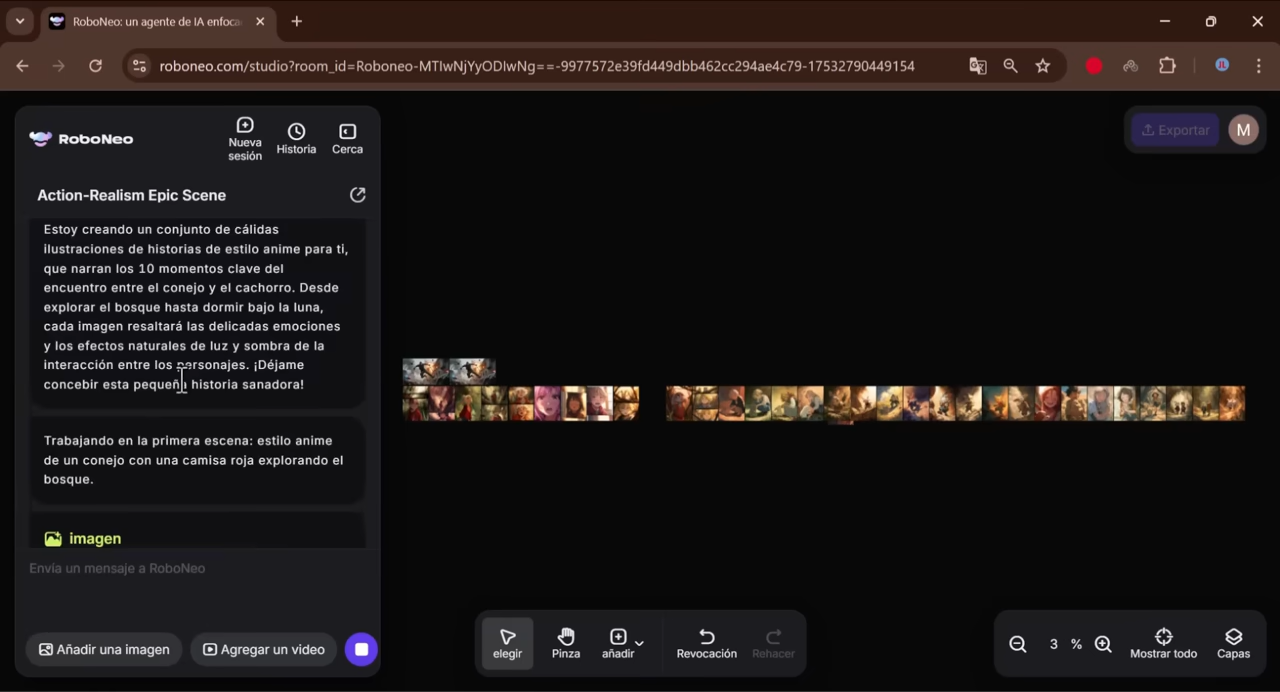 RoboNeo: un agente de IA enfoca
roboneo.com/studio?room_id=Roboneo-MTIwNjYyODIwNg==-9977572e39fd449dbb462cc294ae4c79-17532790449154
RoboNeo
Nueva
sesión
Historia
Cerca
Exportar
M
Action-Realism Epic Scene
Estoy creando un conjunto de cálidas
ilustraciones de historias de estilo anime para ti,
que narran los 10 momentos clave del
encuentro entre el conejo y el cachorro. Desde
explorar el bosque hasta dormir bajo la luna,
cada imagen resaltará las delicadas emociones
y los efectos naturales de luz y sombra de la
interacción entre los personajes. ¡Déjame
concebir esta pequeña historia sanadora!
Trabajando en la primera escena: estilo anime
de un conejo con una camisa roja explorando el
bosque.
imagen
Envía un mensaje a RoboNeo
Añadir una imagen
Agregar un video
elegir
Pinza
añadir
Revocación
Rehacer
3 %
Mostrar todo
Capas